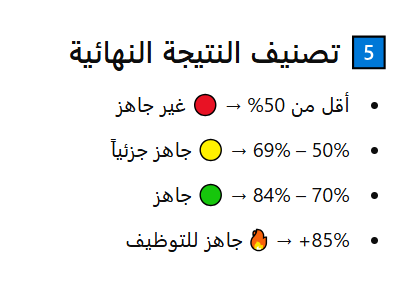 5️⃣ تصنيف النتيجة النهائية
• أقل من 50% → 🔴 غير جاهز
• 50% – 69% → 🟡 جاهز جزئياً
• 70% – 84% → 🟢 جاهز
• 85%+ → 🔥 جاهز للتوظيف